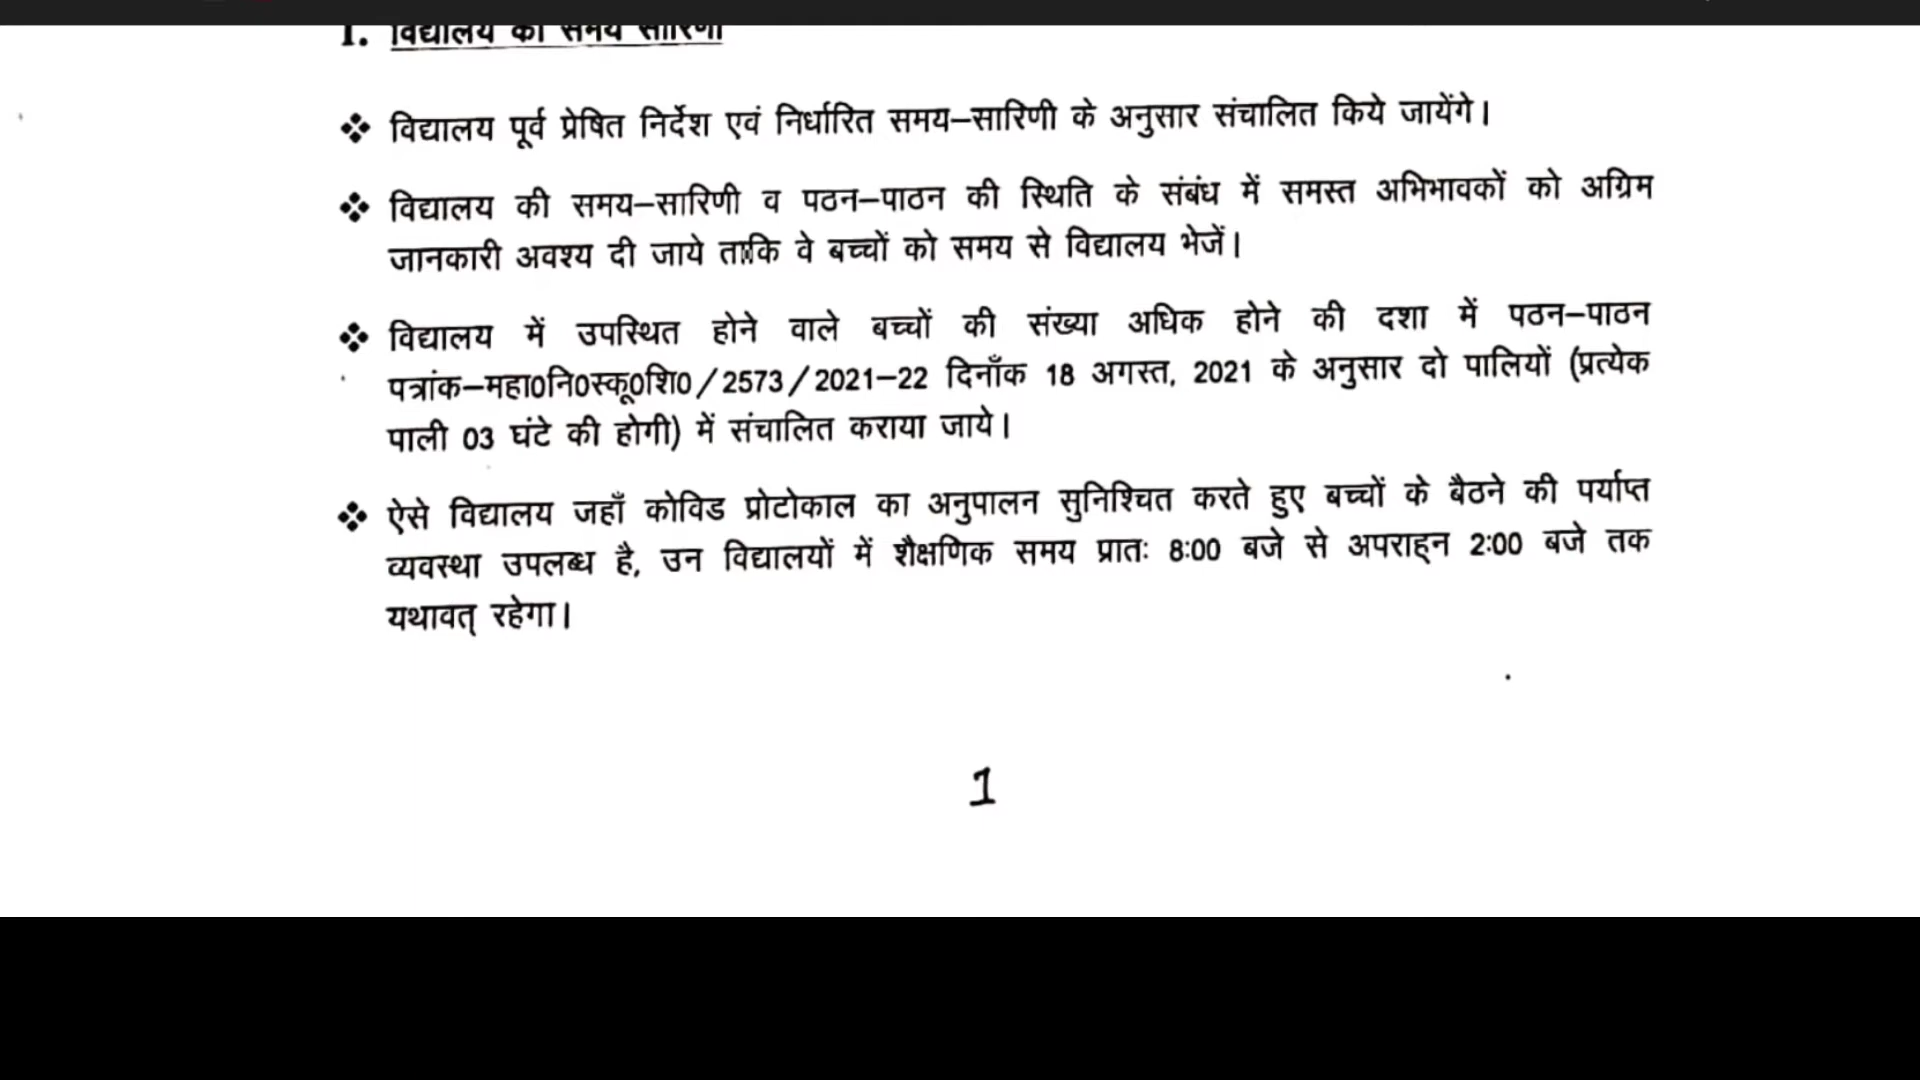 1. विद्यालय की समय सारिणी
❖ विद्यालय पूर्व प्रेषित निर्देश एवं निर्धारित समय–सारिणी के अनुसार संचालित किये जायेंगे।
❖ विद्यालय की समय–सारिणी व पठन–पाठन की स्थिति के संबंध में समस्त अभिभावकों को अग्रिम
जानकारी अवश्य दी जाये ताकि वे बच्चों को समय से विद्यालय भेजें।
❖ विद्यालय में उपस्थित होने वाले बच्चों की संख्या अधिक होने की दशा में पठन–पाठन
पत्रांक–महा0नि0स्कू0शि0/2573/2021–22 दिनाँक 18 अगस्त, 2021 के अनुसार दो पालियों (प्रत्येक
पाली 03 घंटे की होगी) में संचालित कराया जाये।
❖ ऐसे विद्यालय जहाँ कोविड प्रोटोकाल का अनुपालन सुनिश्चित करते हुए बच्चों के बैठने की पर्याप्त
व्यवस्था उपलब्ध है, उन विद्यालयों में शैक्षणिक समय प्रातः 8:00 बजे से अपराह्न 2:00 बजे तक
यथावत् रहेगा।
1